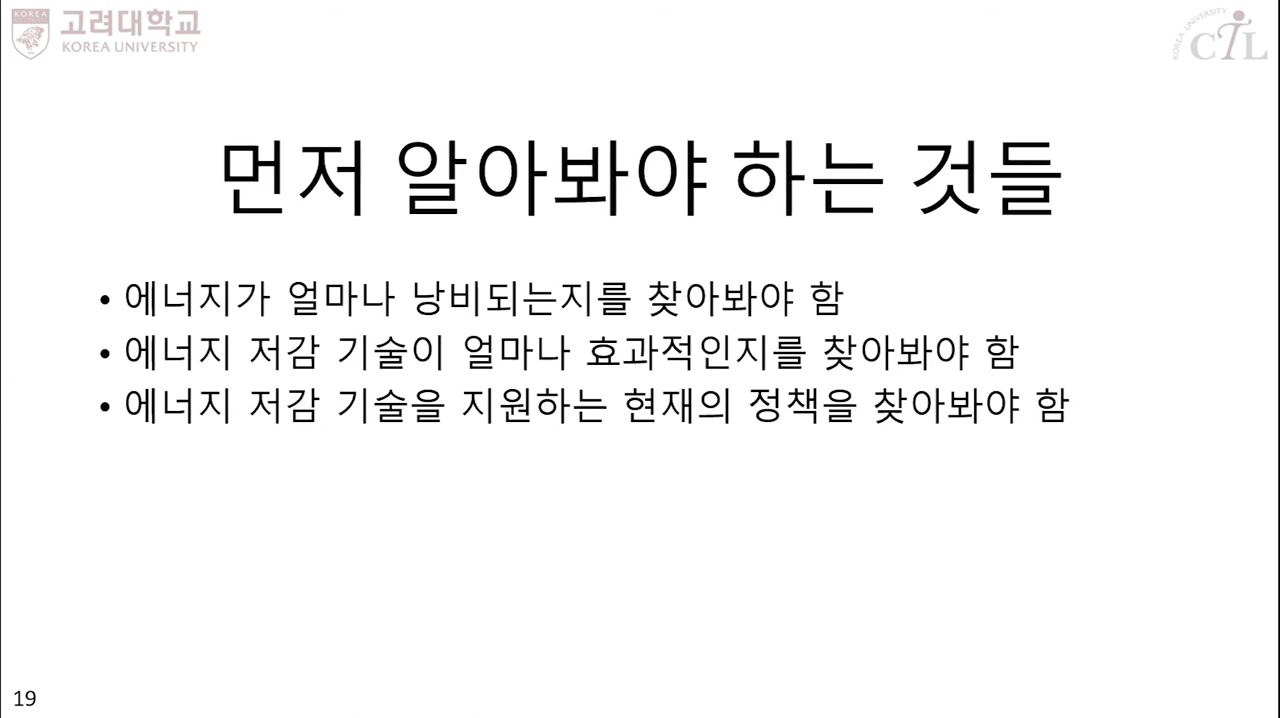 KOREA
고려대학교
KOREA UNIVERSITY
KOREA UNIVERSITY
CTL
먼저 알아봐야 하는 것들
• 에너지가 얼마나 낭비되는지를 찾아봐야 함
• 에너지 저감 기술이 얼마나 효과적인지를 찾아봐야 함
• 에너지 저감 기술을 지원하는 현재의 정책을 찾아봐야 함
19